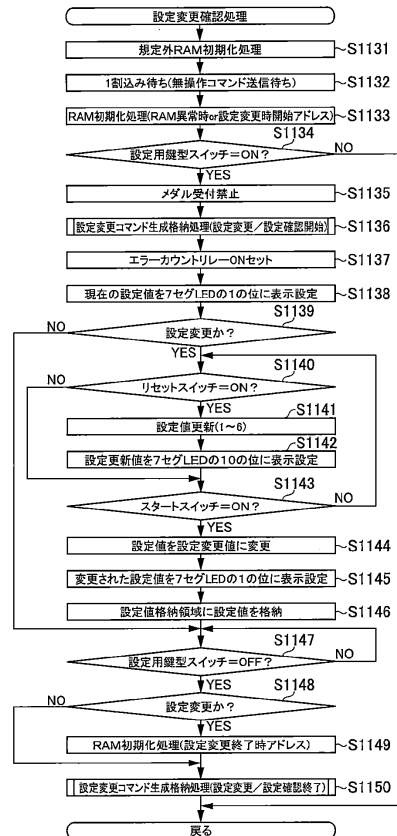 設定変更確認処理
規定外RAM初期化処理 S1131
1割込み待ち(無操作コマンド送信待ち) S1132
RAM初期化処理(RAM異常時or設定変更時開始アドレス) S1133
S1134
設定用鍵型スイッチ=ON? NO
YES
メダル受付禁止 S1135
設定変更コマンド生成格納処理(設定変更/設定確認開始) S1136
エラーカウントリレーONセット S1137
現在の設定値を7セグLEDの1の位に表示設定 S1138
S1139
NO 設定変更か?
YES
S1140
リセットスイッチ=ON?
NO YES
S1141
設定値更新(1~6)
S1142
設定更新値を7セグLEDの10の位に表示設定
S1143
スタートスイッチ=ON? NO
YES
設定値を設定変更値に変更 S1144
変更された設定値を7セグLEDの1の位に表示設定 S1145
設定値格納領域に設定値を格納 S1146
S1147
設定用鍵型スイッチ=OFF? NO
YES
S1148
NO 設定変更か?
YES
RAM初期化処理(設定変更終了時アドレス) S1149
設定変更コマンド生成格納処理(設定変更/設定確認終了) S1150
戻る